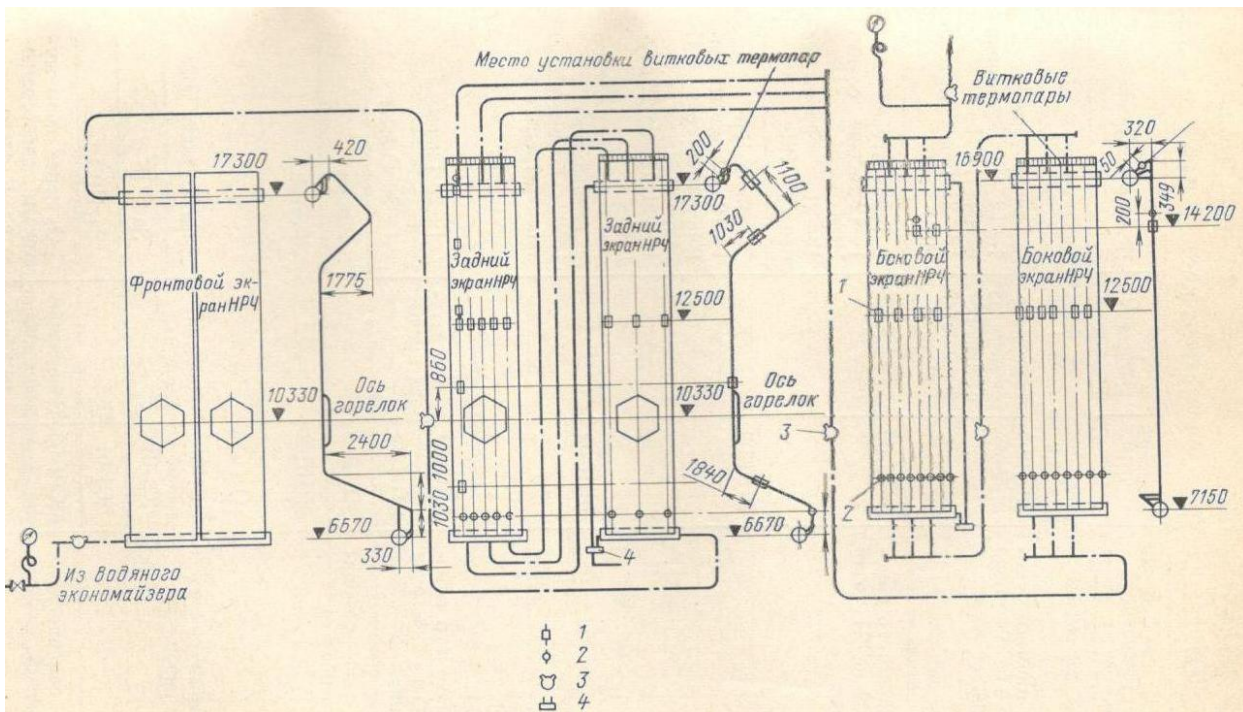 Место установки витковых термопар
Витковые
термопары
420
17300
200
17300
1100
1030
16900
320
50
349
200
14200
Фронтовой эк-
ран НРЧ
1775
Задний
экран НРЧ
Задний
экран НРЧ
12500
Боковой
экран НРЧ
Боковой
экран НРЧ
1
12500
860
10330
Ось
горелок
10330
Ось
горелок
3
2400
1000
1030
1840
2
7150
6670
330
6670
4
Из водяного
экономайзера
1
2
3
4